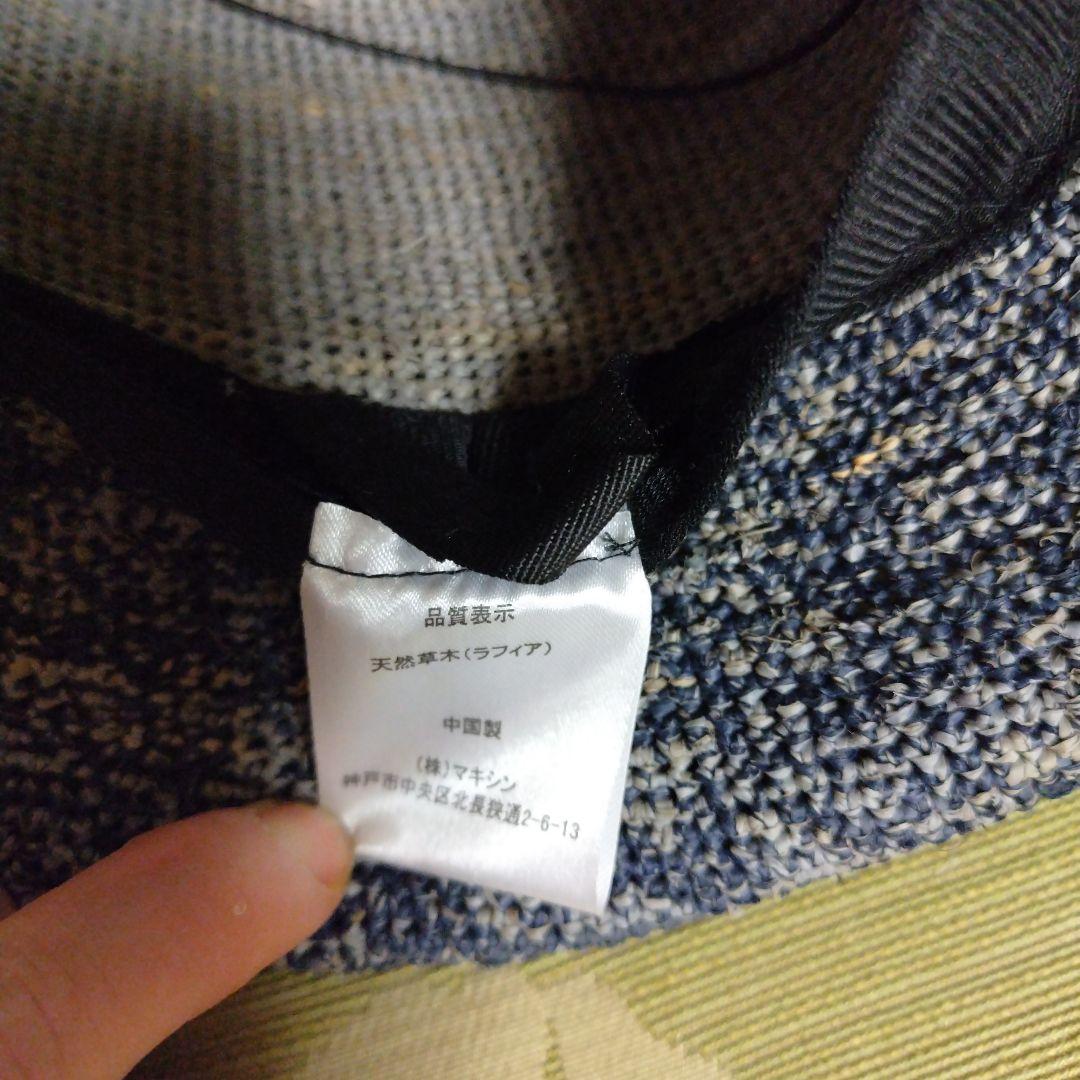 品質表示
天然草木(ラフィア)
中国製
(株)マキシン
神戸市中央区北長狭通2-6-13